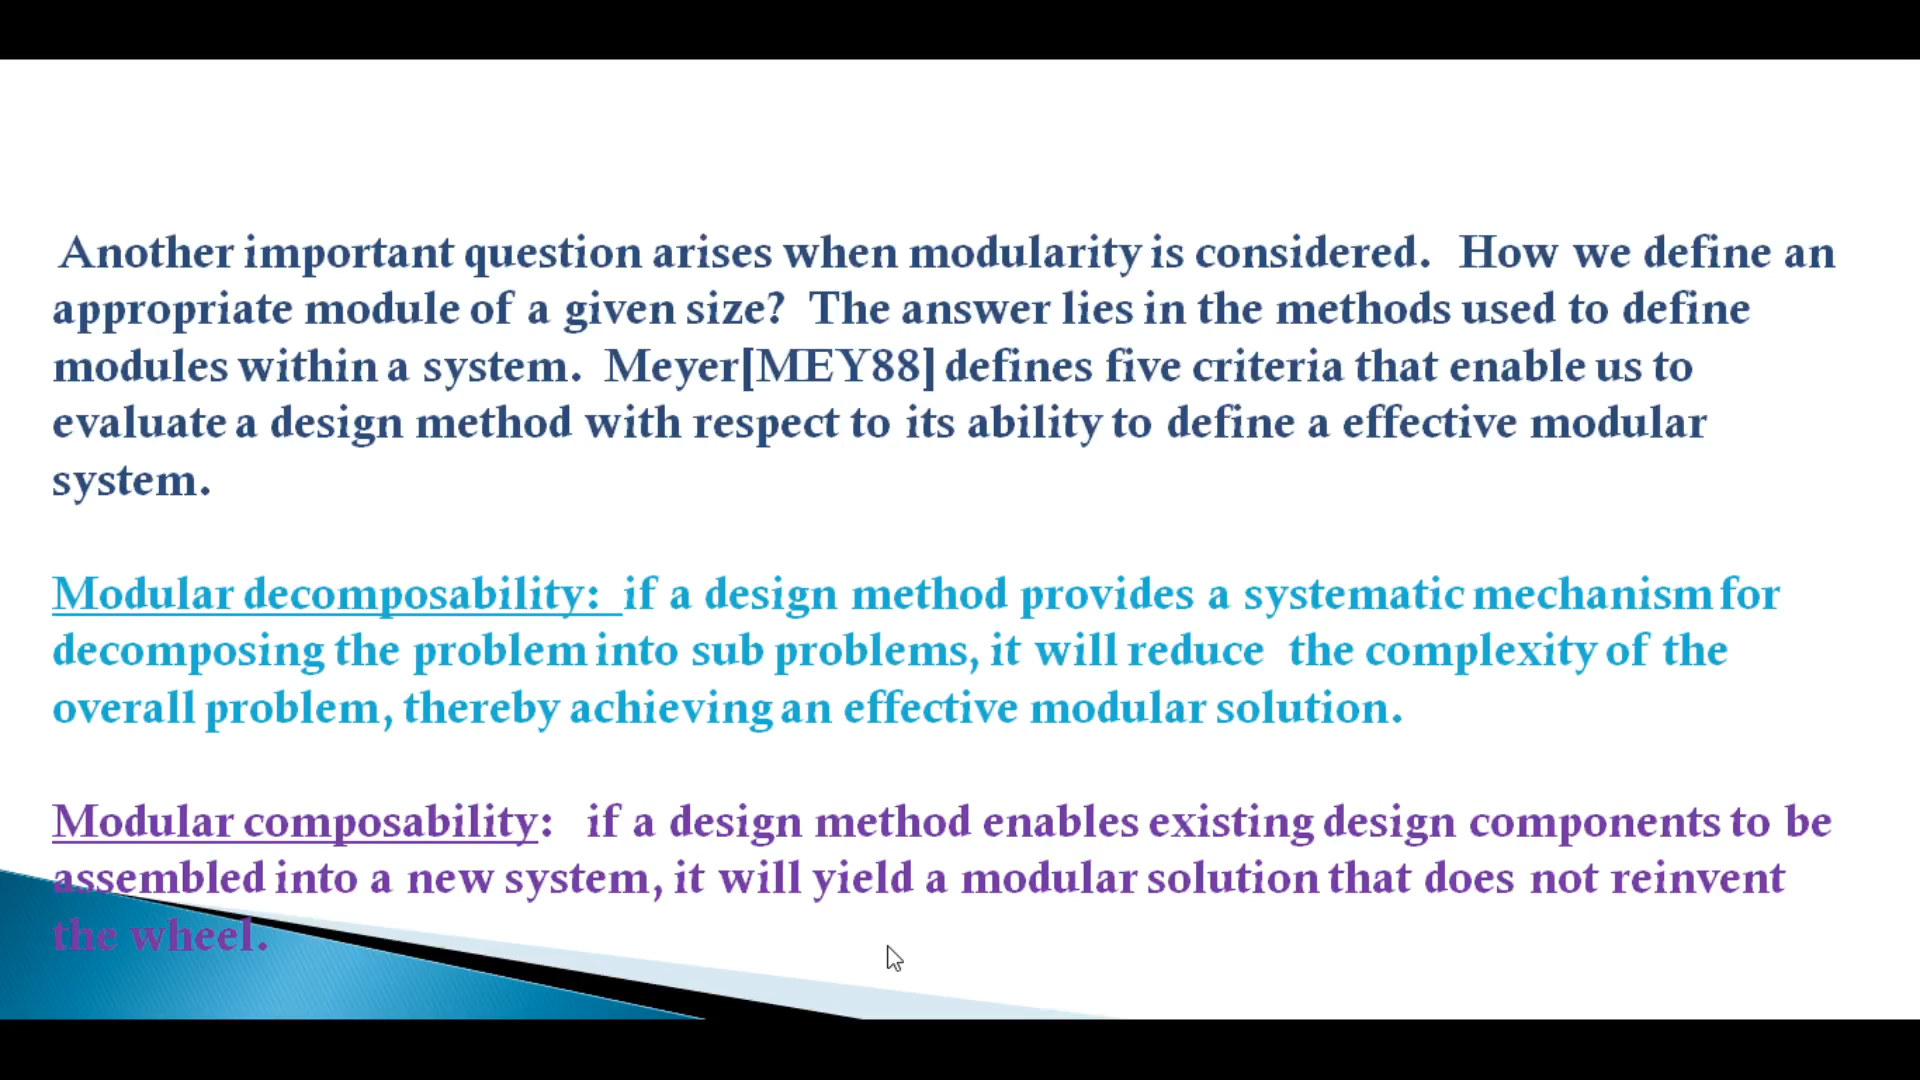 Another important question arises when modularity is considered. How we define an
appropriate module of a given size? The answer lies in the methods used to define
modules within a system. Meyer[MEY88] defines five criteria that enable us to
evaluate a design method with respect to its ability to define a effective modular
system.
Modular decomposability: if a design method provides a systematic mechanism for
decomposing the problem into sub problems, it will reduce the complexity of the
overall problem, thereby achieving an effective modular solution.
Modular composability: if a design method enables existing design components to be
assembled into a new system, it will yield a modular solution that does not reinvent
the wheel.